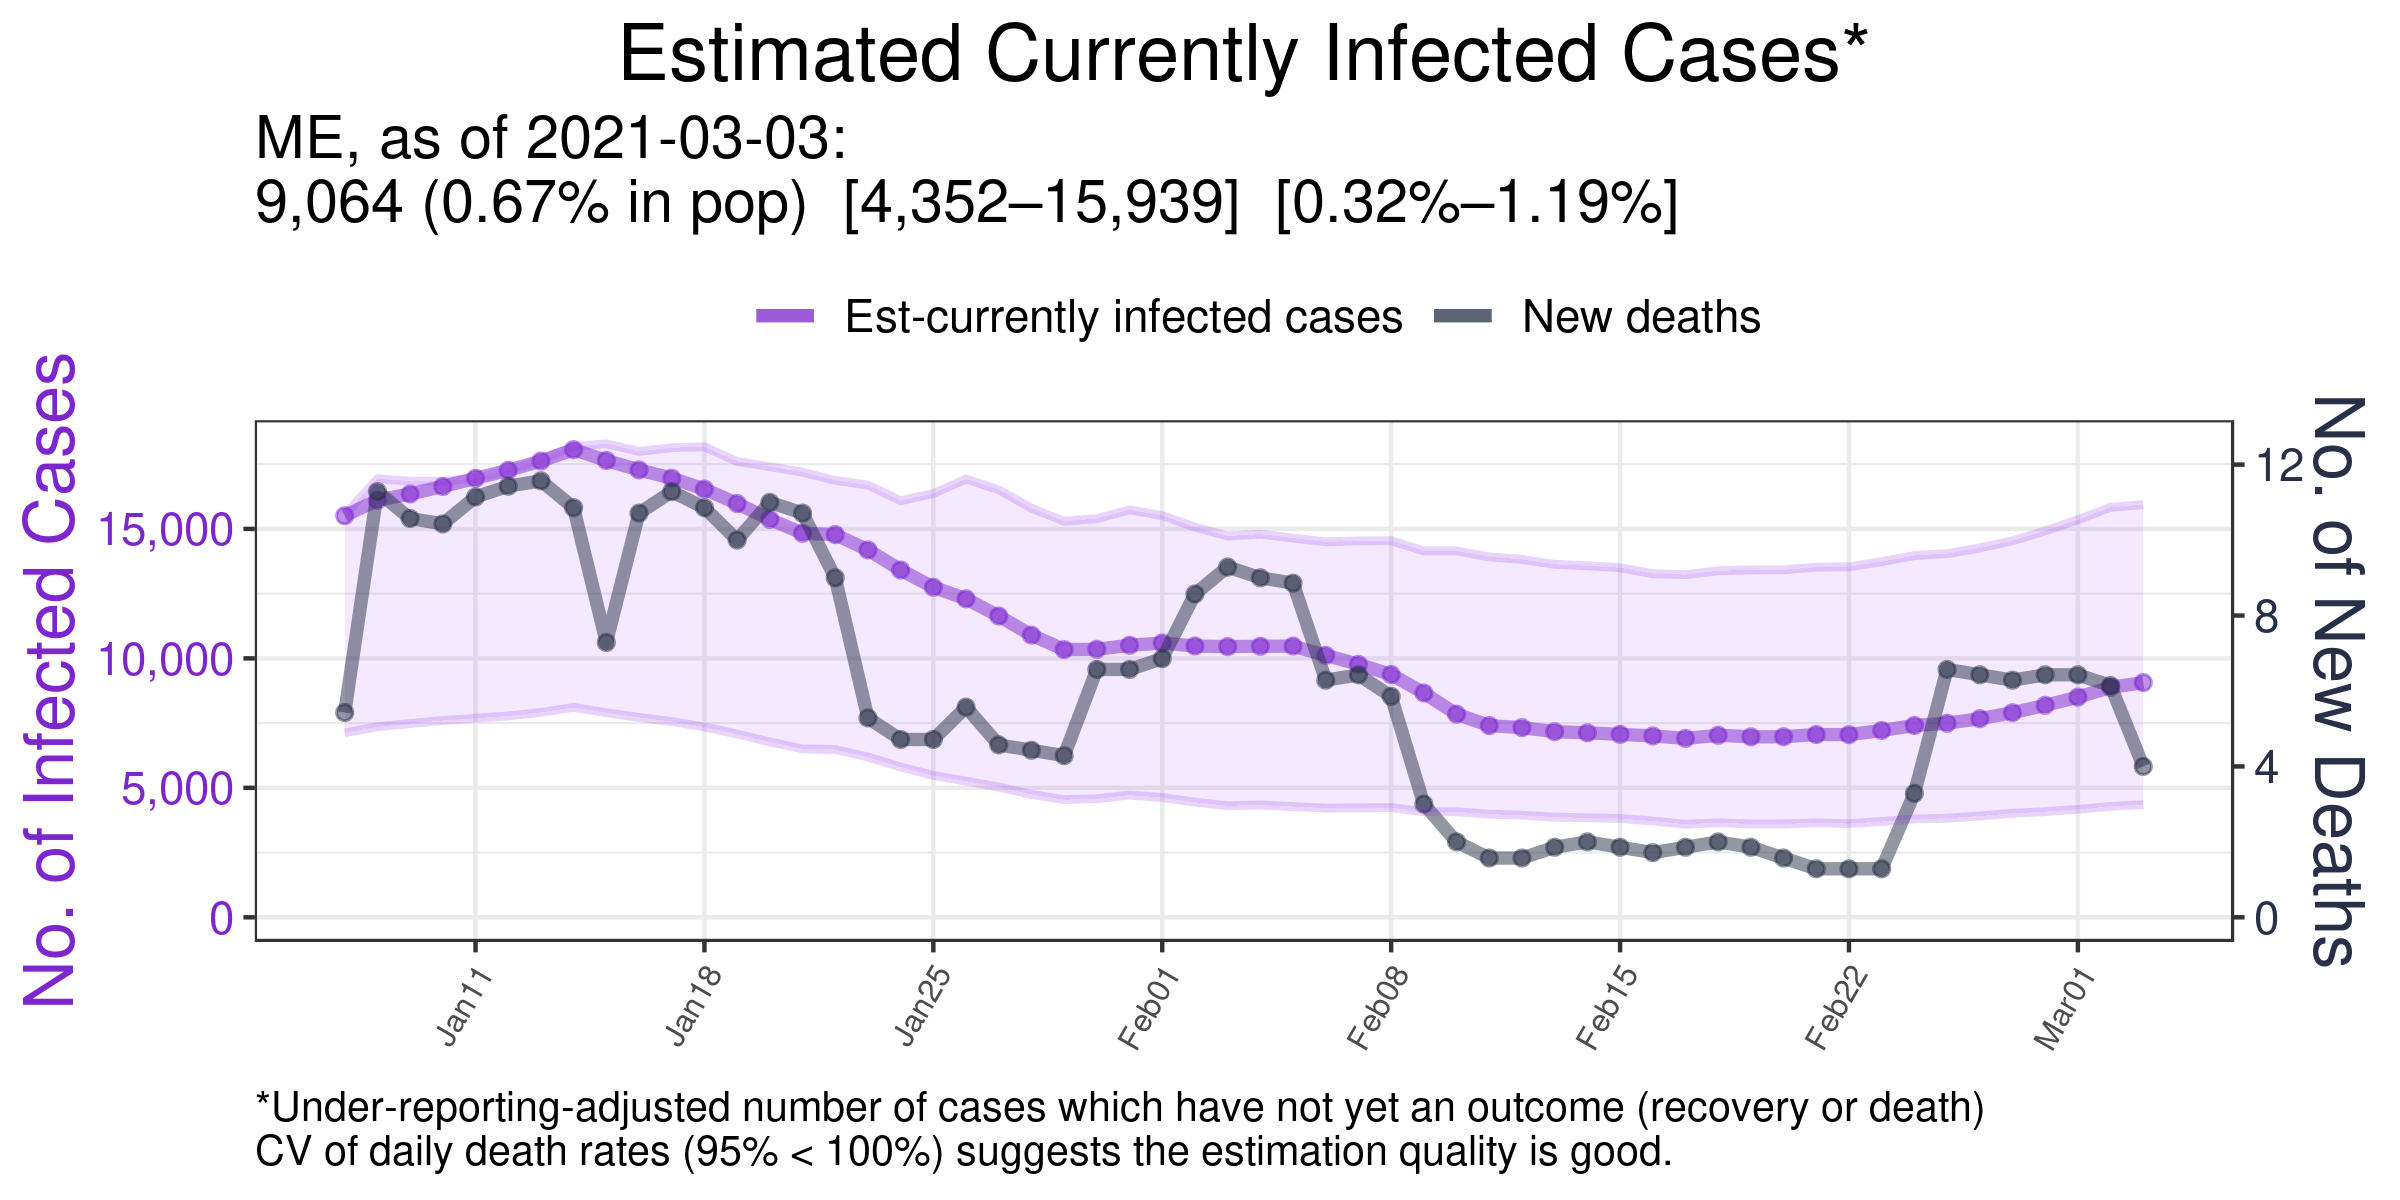 Estimated Currently Infected Cases*
ME, as of 2021-03-03:
9,064 (0.67% in pop)  [4,352–15,939]  [0.32%–1.19%]
Est-currently infected cases
New deaths
No. of Infected Cases
15,000
10,000
5,000
0
12
8
4
0
No. of New Deaths
Jan11
Jan18
Jan25
Feb01
Feb08
Feb15
Feb22
Mar01
*Under-reporting-adjusted number of cases which have not yet an outcome (recovery or death)
CV of daily death rates (95% < 100%) suggests the estimation quality is good.